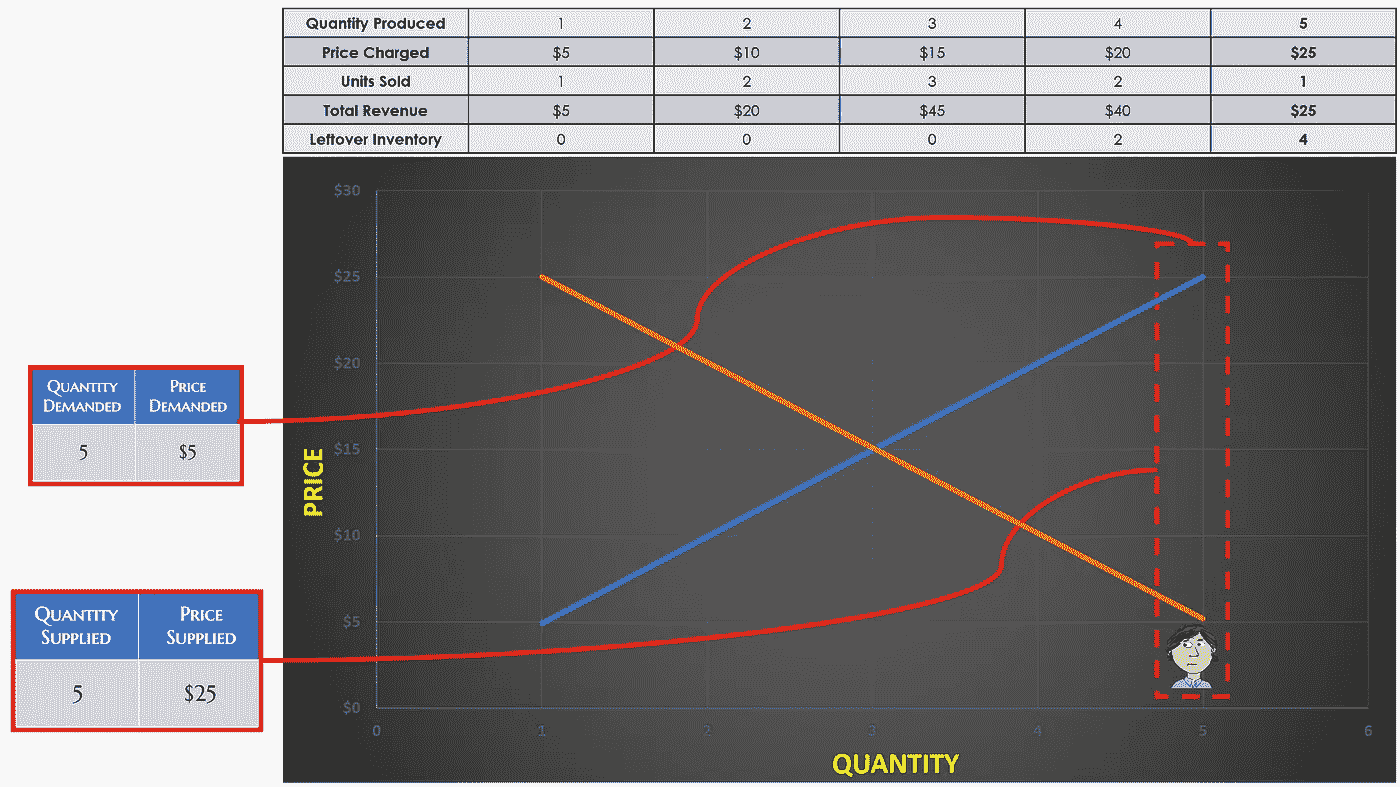 Quantity Produced 1 2 3 4 5
Price Charged $5 $10 $15 $20 $25
Units Sold 1 2 3 2 1
Total Revenue $5 $20 $45 $40 $25
Leftover Inventory 0 0 0 2 4
$30
$25
$20
$15
$10
$5
$0
PRICE
0 1 2 3 4 5 6
QUANTITY
QUANTITY DEMANDED PRICE DEMANDED
5 $5
QUANTITY SUPPLIED PRICE SUPPLIED
5 $25